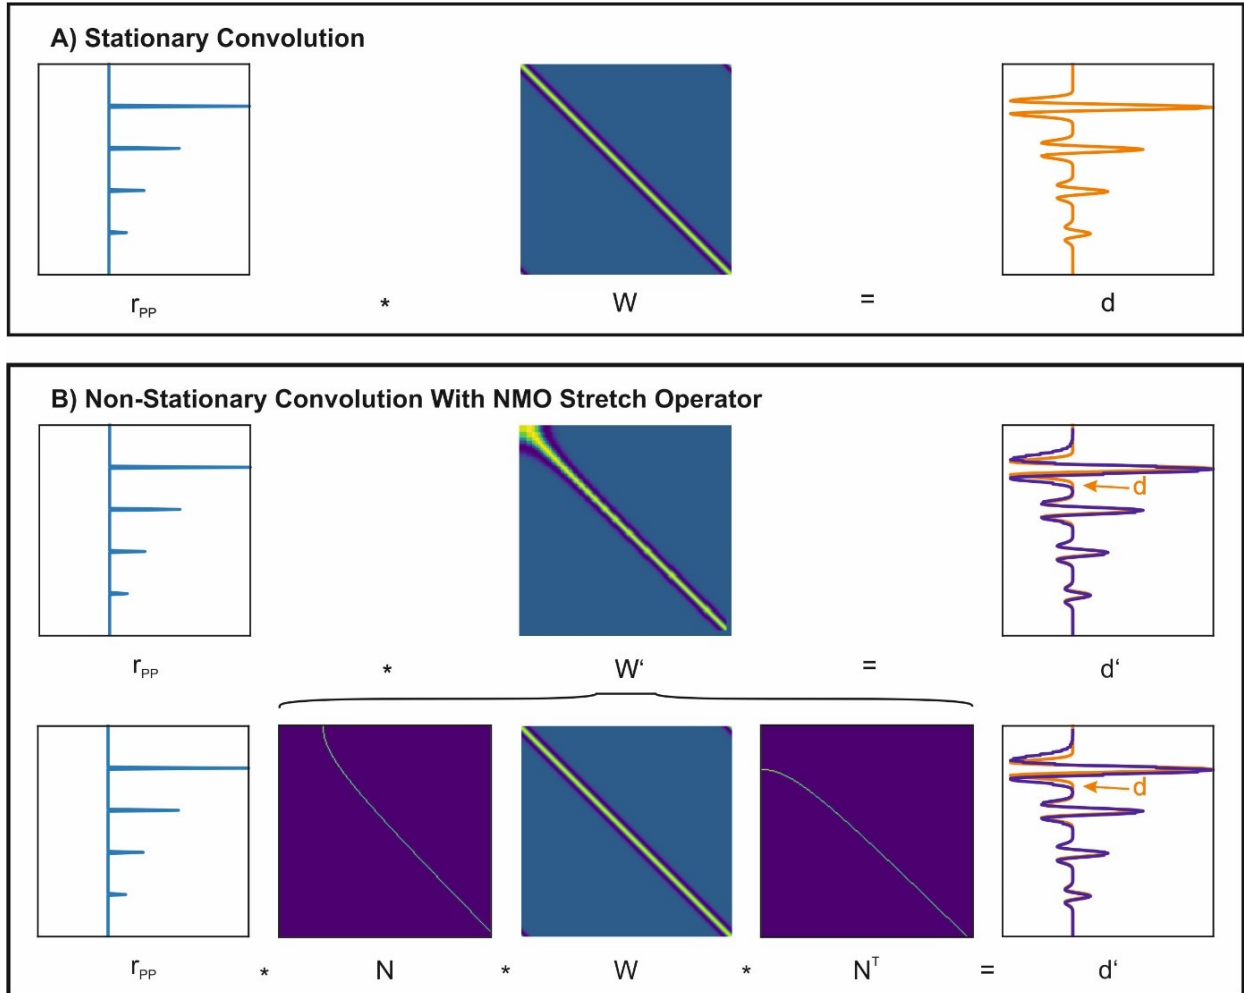 A) Stationary Convolution
r_PP * W = d
B) Non-Stationary Convolution With NMO Stretch Operator
d
r_PP * W‘ = d‘
d
r_PP * N * W * N^T = d‘